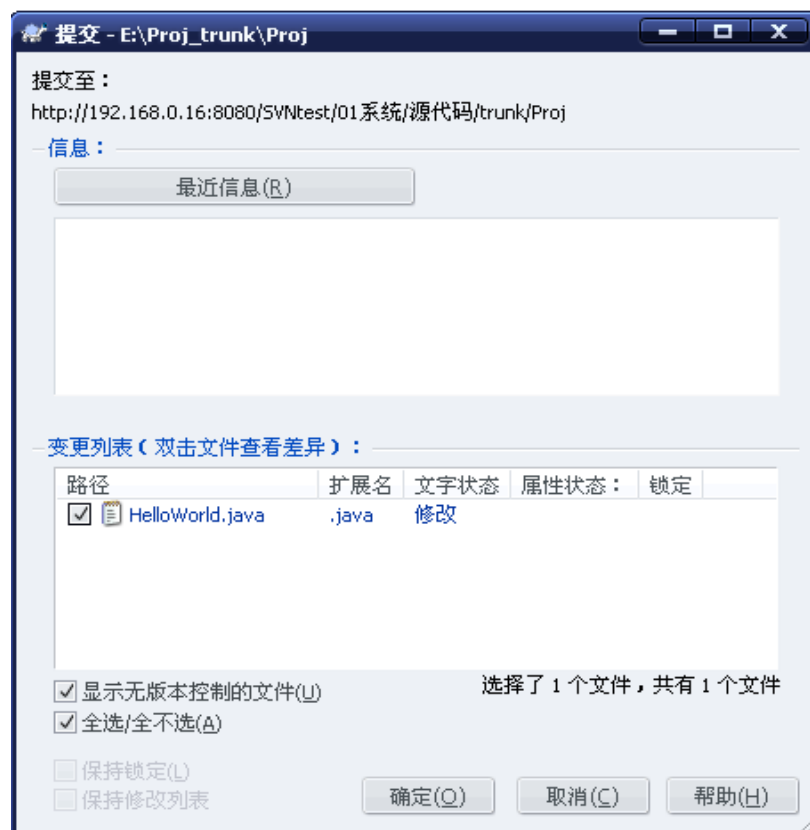 提交 - E:\Proj_trunk\Proj
提交至：
http://192.168.0.16:8080/SVNtest/01系统/源代码/trunk/Proj
信息：
最近信息(R)
变更列表（双击文件查看差异）：
路径 扩展名 文字状态 属性状态： 锁定
HelloWorld.java .java 修改
显示无版本控制的文件(U) 选择了 1 个文件，共有 1 个文件
全选/全不选(A)
保持锁定(L)
保持修改列表
确定(O) 取消(C) 帮助(H)